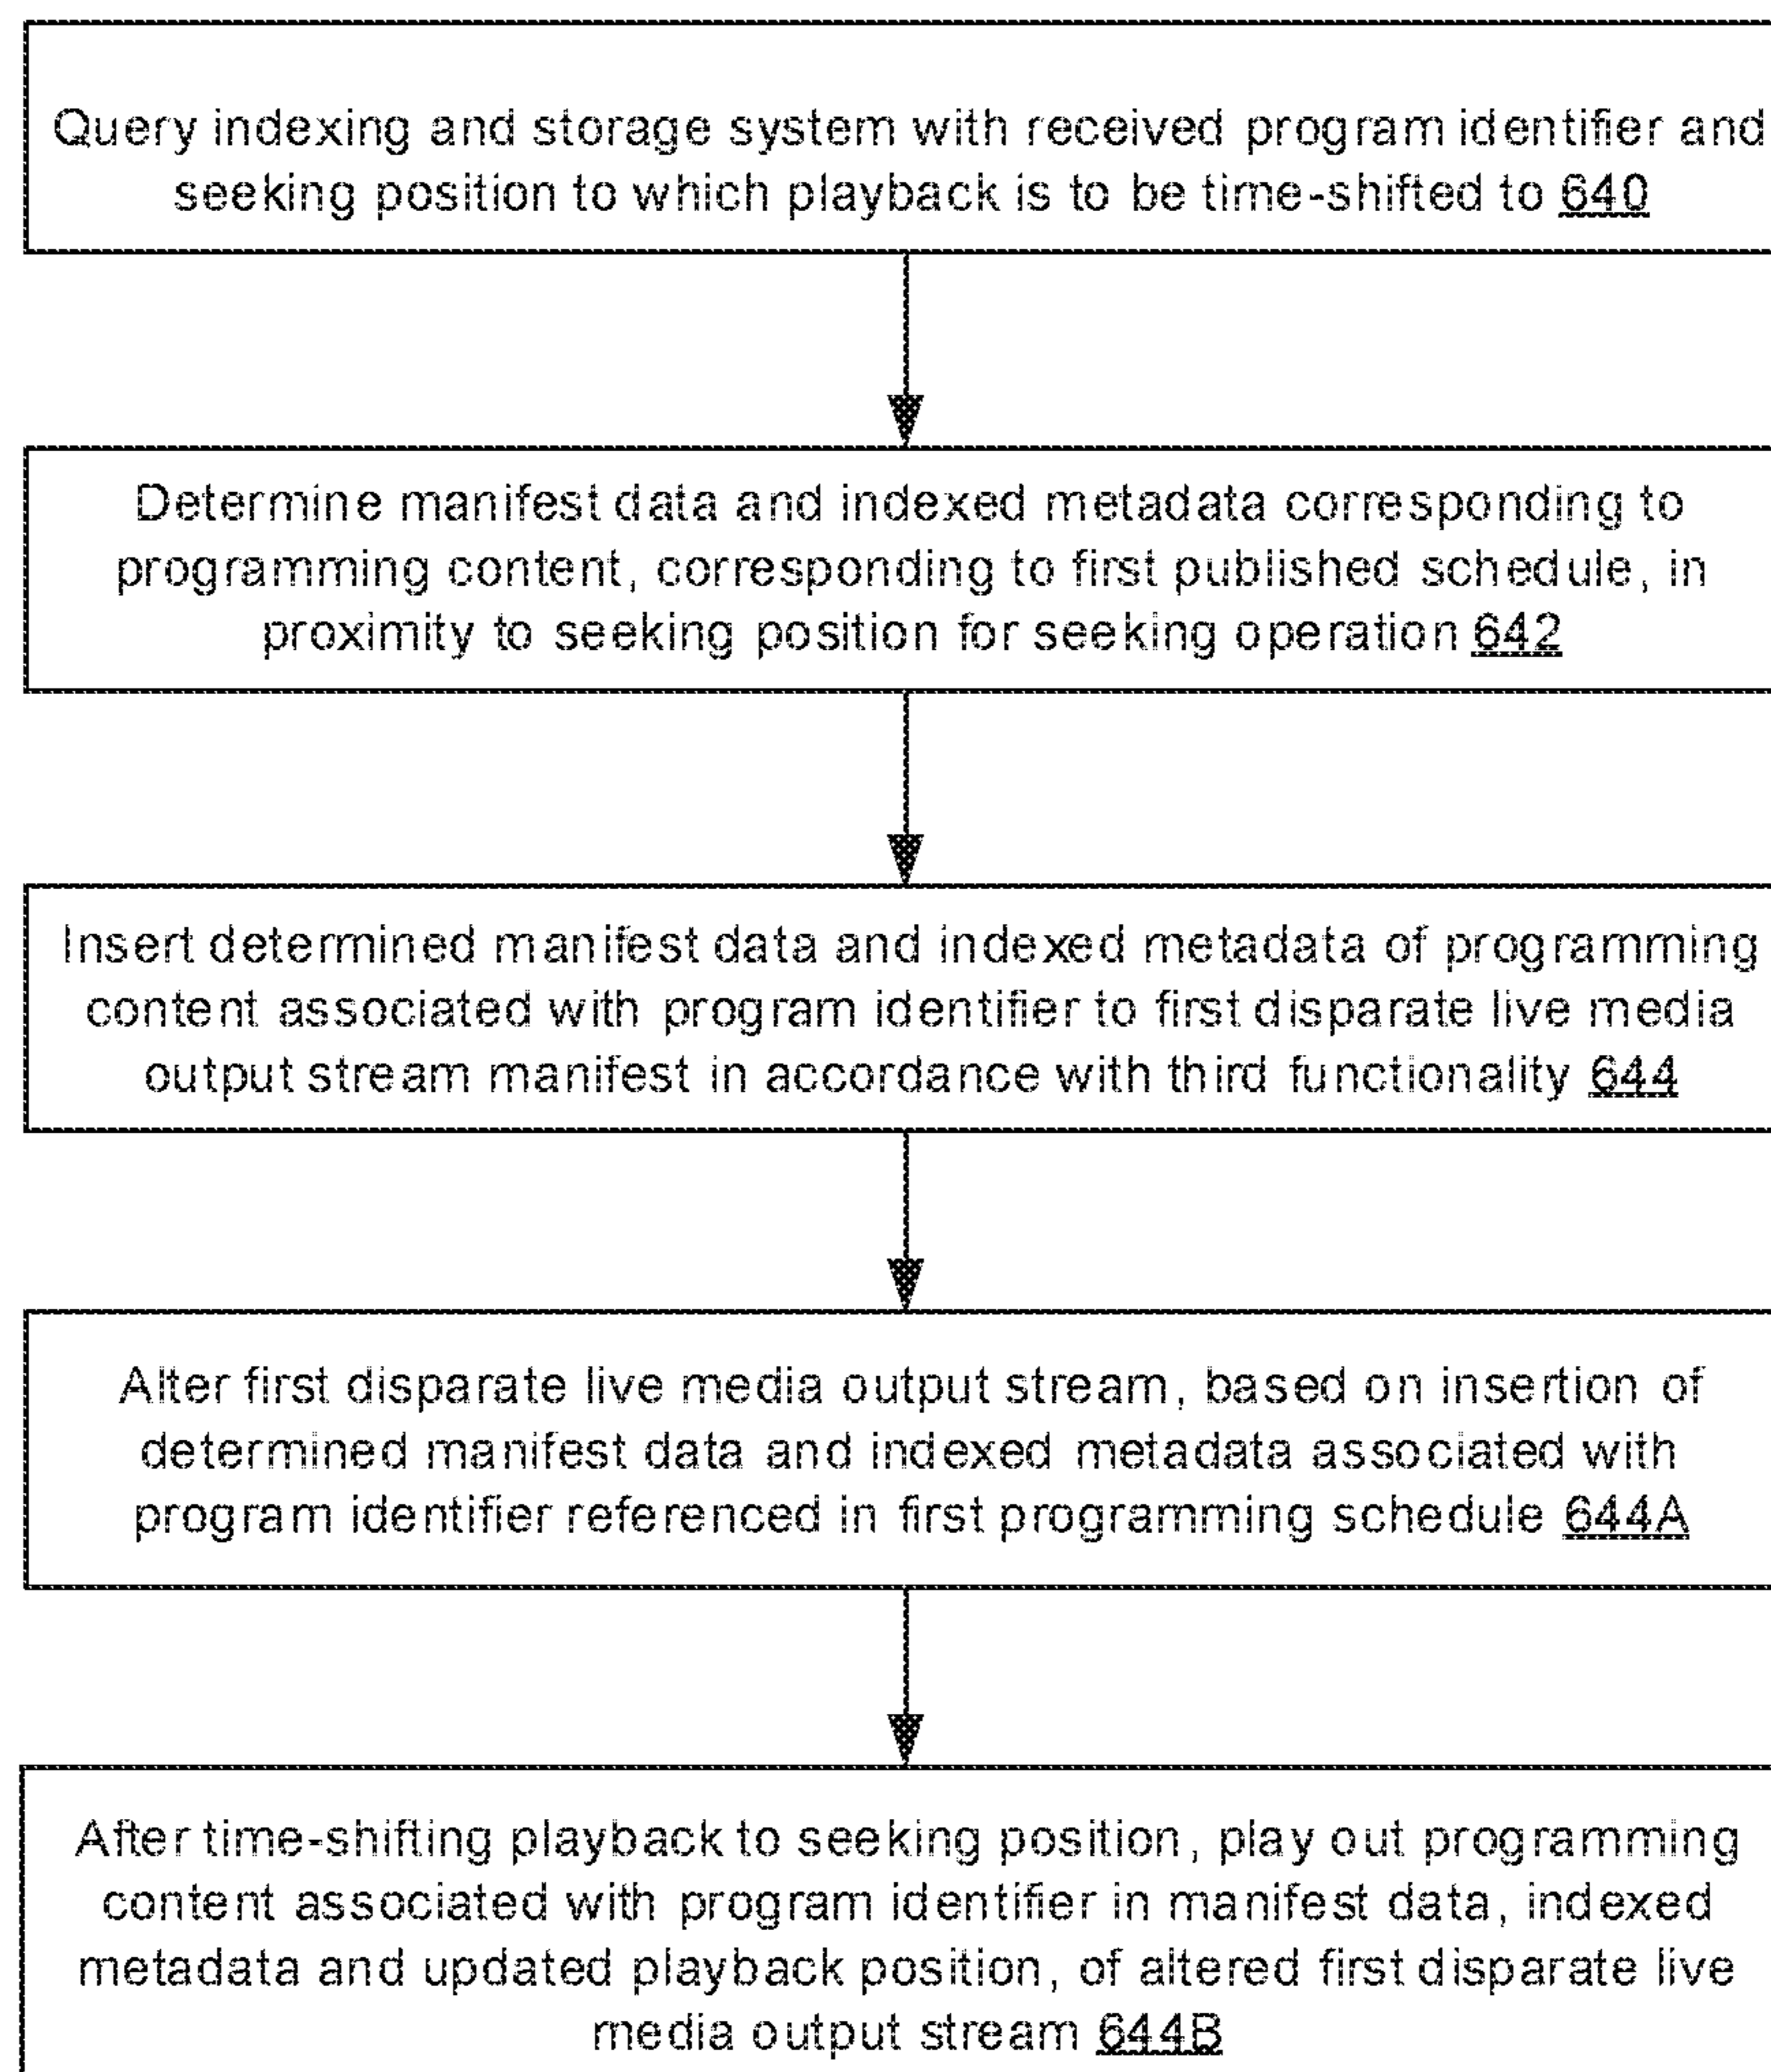 Query indexing and storage system with received program identifier and
seeking position to which playback is to be time-shifted to 640
Determine manifest data and indexed metadata corresponding to
programming content, corresponding to first published schedule, in
proximity to seeking position for seeking operation 642
Insert determined manifest data and indexed metadata of programming
content associated with program identifier to first disparate live media
output stream manifest in accordance with third functionality 644
Alter first disparate live media output stream, based on insertion of
determined manifest data and indexed metadata associated with
program identifier referenced in first programming schedule 644A
After time-shifting playback to seeking position, play out programming
content associated with program identifier in manifest data, indexed
metadata and updated playback position, of altered first disparate live
media output stream 644B